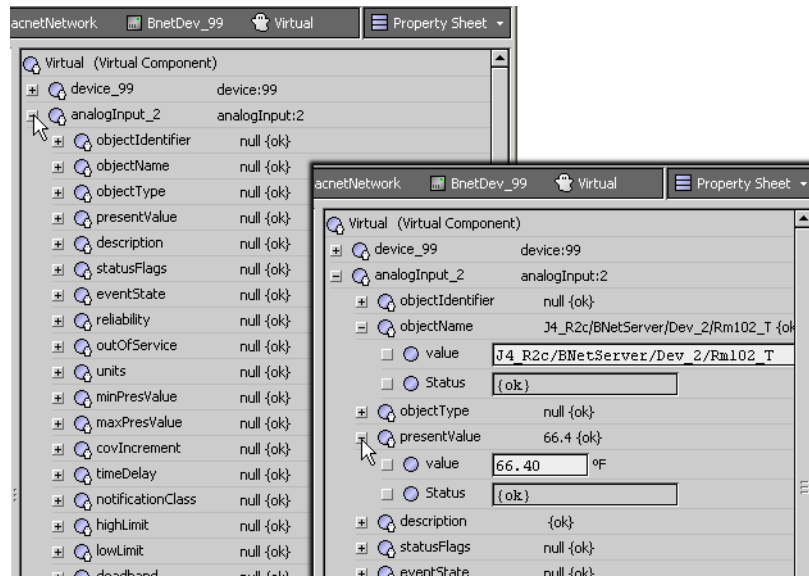 acnetNetwork BnetDev_99 Virtual Property Sheet
Virtual (Virtual Component)
device_99 device:99
analogInput_2 analogInput:2
objectIdentifier null {ok}
objectName null {ok}
objectType null {ok}
presentValue null {ok}
description null {ok}
statusFlags null {ok}
eventState null {ok}
reliability null {ok}
outOfService null {ok}
units null {ok}
minPresValue null {ok}
maxPresValue null {ok}
covIncrement null {ok}
timeDelay null {ok}
notificationClass null {ok}
highLimit null {ok}
lowLimit null {ok}
deadband null {ok}
acnetNetwork BnetDev_99 Virtual Property Sheet
Virtual (Virtual Component)
device_99 device:99
analogInput_2 analogInput:2
objectIdentifier null {ok}
objectName J4_R2c/BNetServer/Dev_2/Rm102_T {ok
value J4_R2c/BNetServer/Dev_2/Rm102_T
Status {ok}
objectType null {ok}
presentValue 66.4 {ok}
value 66.40 ºF
Status {ok}
description {ok}
statusFlags null {ok}
eventState null {ok}